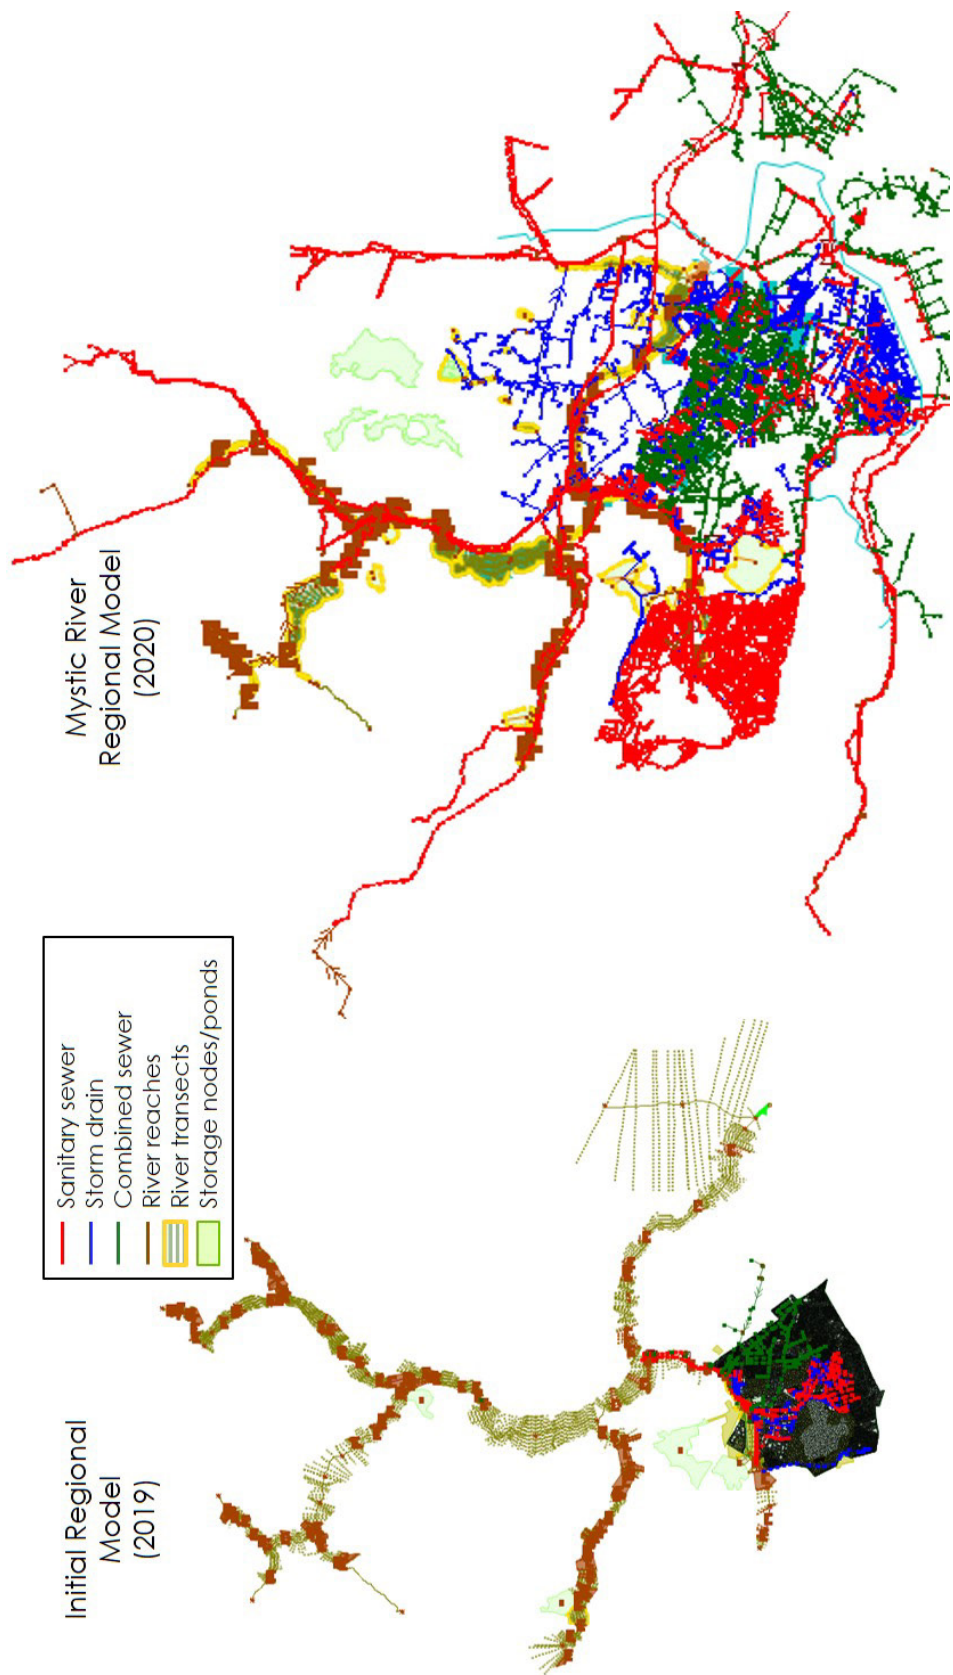 Initial Regional
Model
(2019)
Sanitary sewer
Storm drain
Combined sewer
River reaches
River transects
Storage nodes/ponds
Mystic River
Regional Model
(2020)